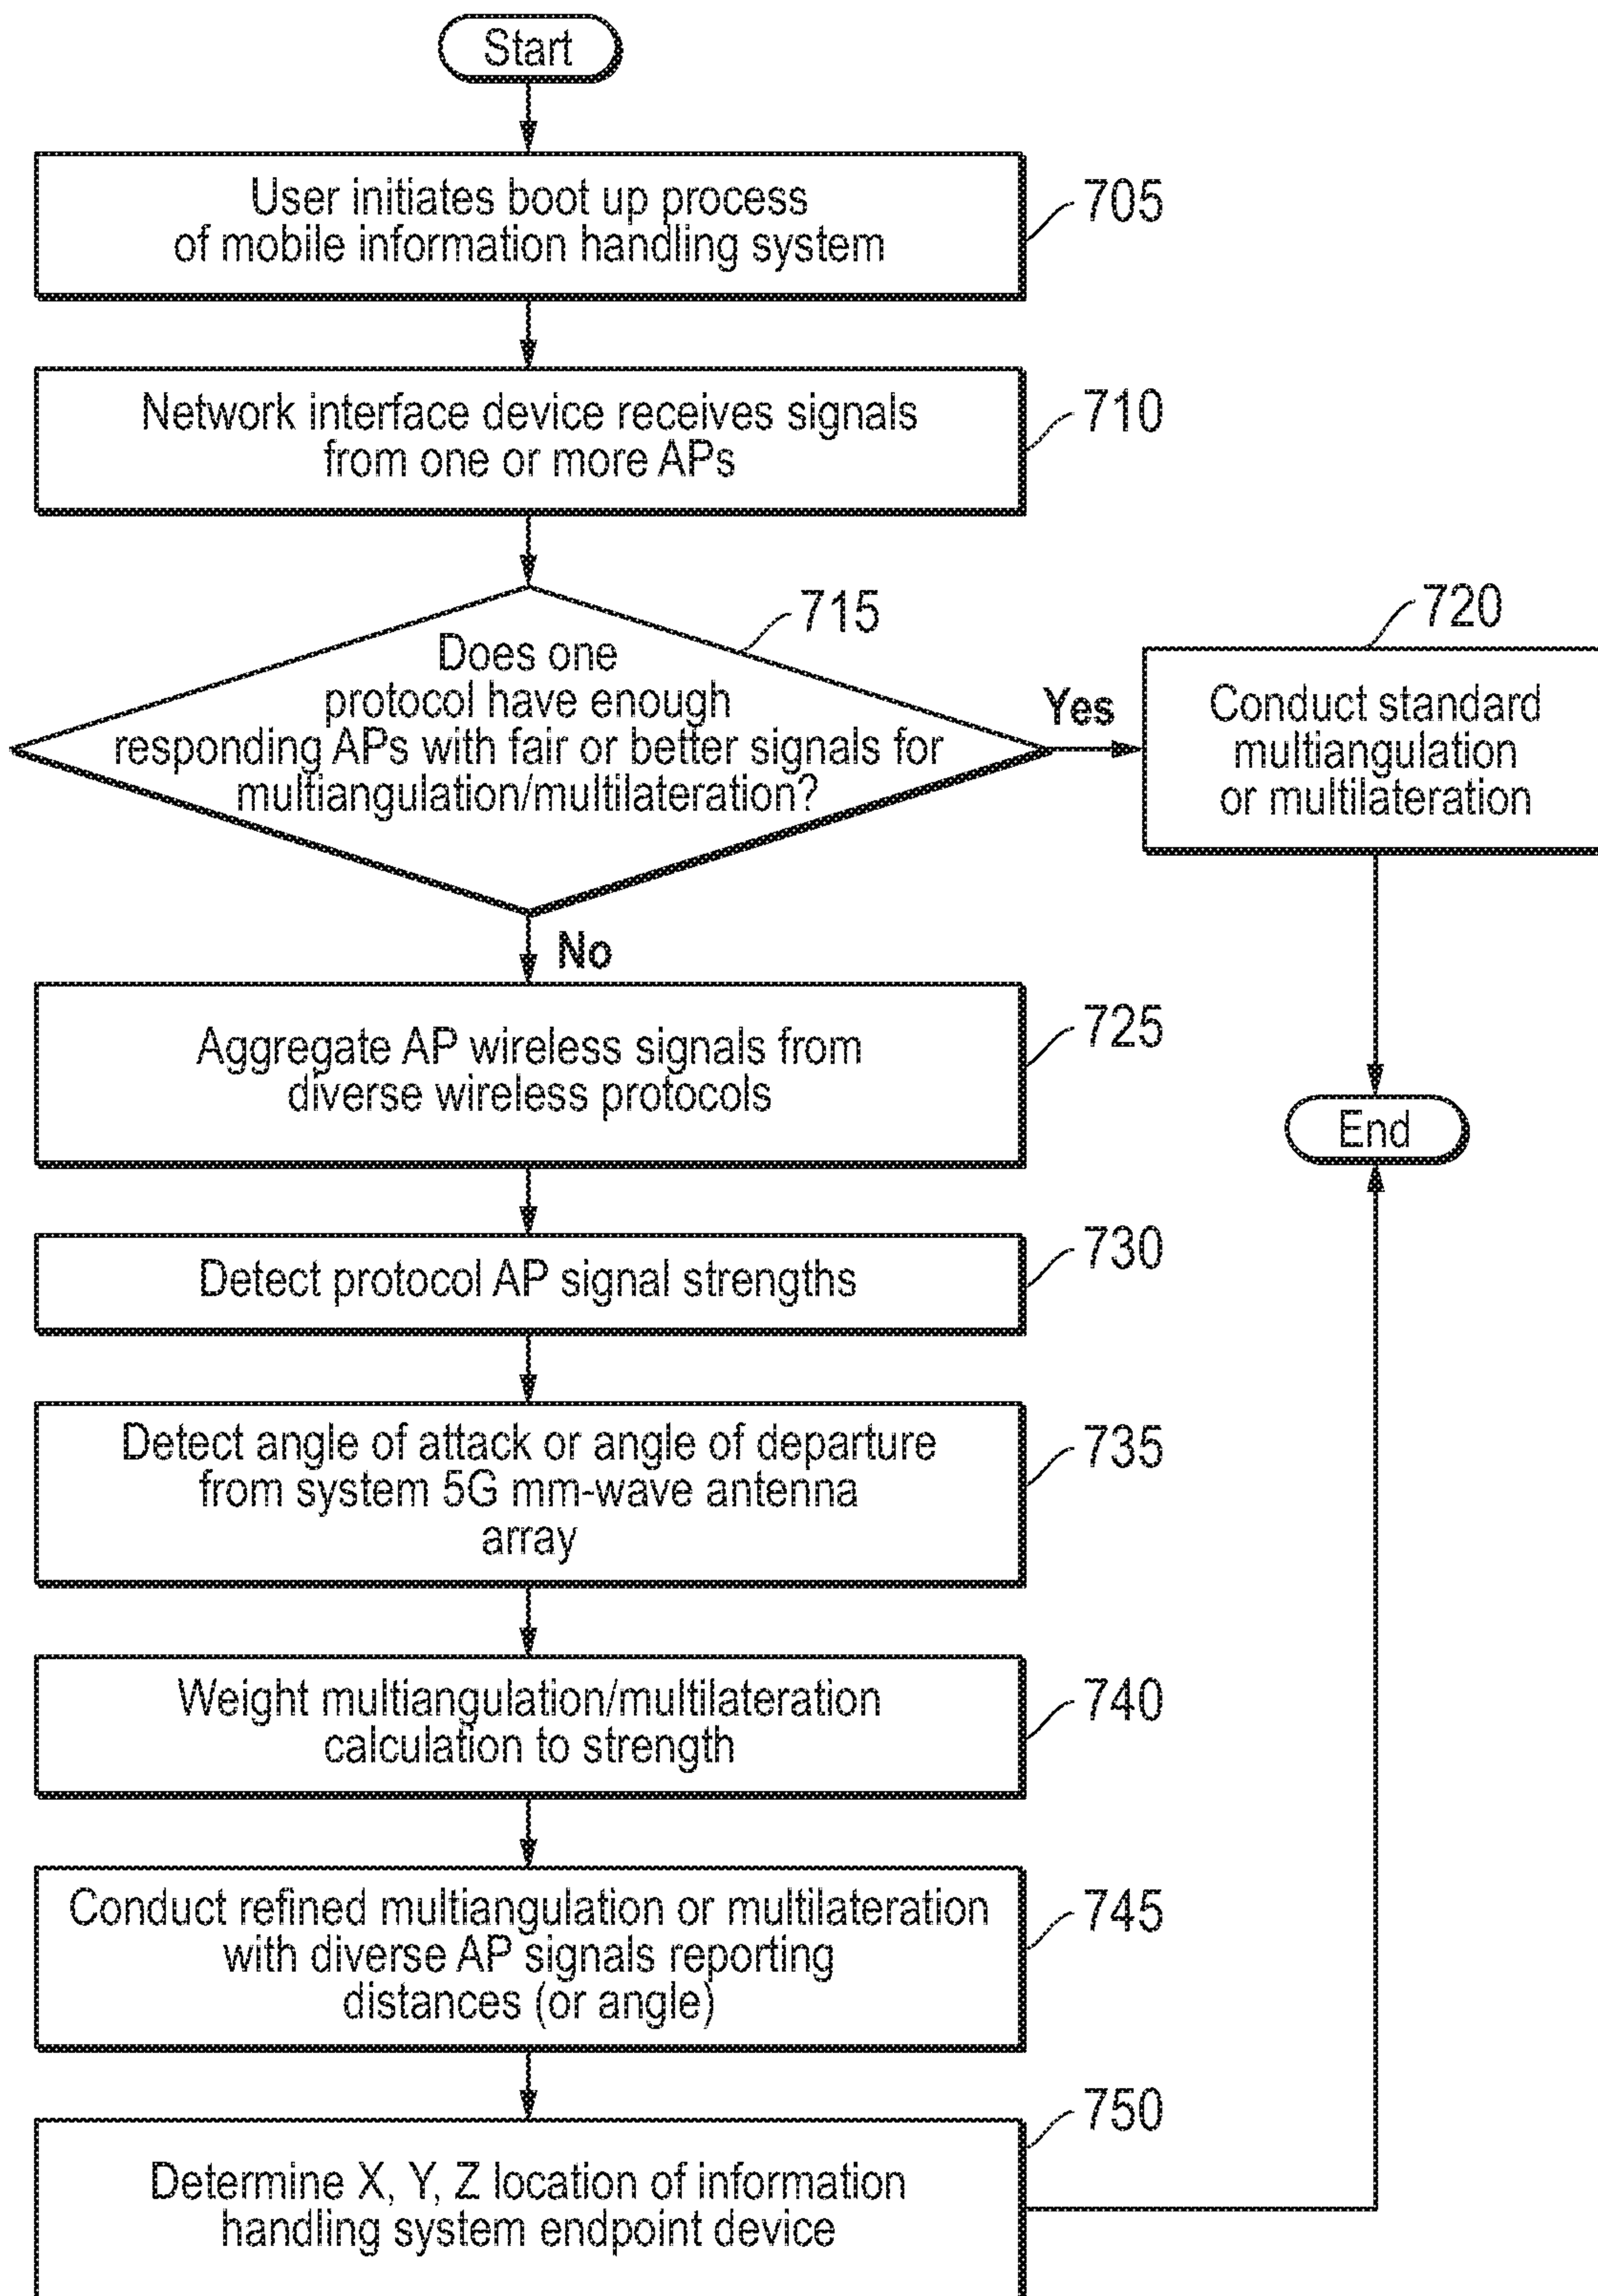 Start
User initiates boot up process
of mobile information handling system
705
Network interface device receives signals
from one or more APs
710
715
Does one
protocol have enough
responding APs with fair or better signals for
multiangulation/multilateration?
Yes
720
Conduct standard
multiangulation
or multilateration
No
Aggregate AP wireless signals from
diverse wireless protocols
725
End
Detect protocol AP signal strengths
730
Detect angle of attack or angle of departure
from system 5G mm-wave antenna
array
735
Weight multiangulation/multilateration
calculation to strength
740
Conduct refined multiangulation or multilateration
with diverse AP signals reporting
distances (or angle)
745
750
Determine X, Y, Z location of information
handling system endpoint device